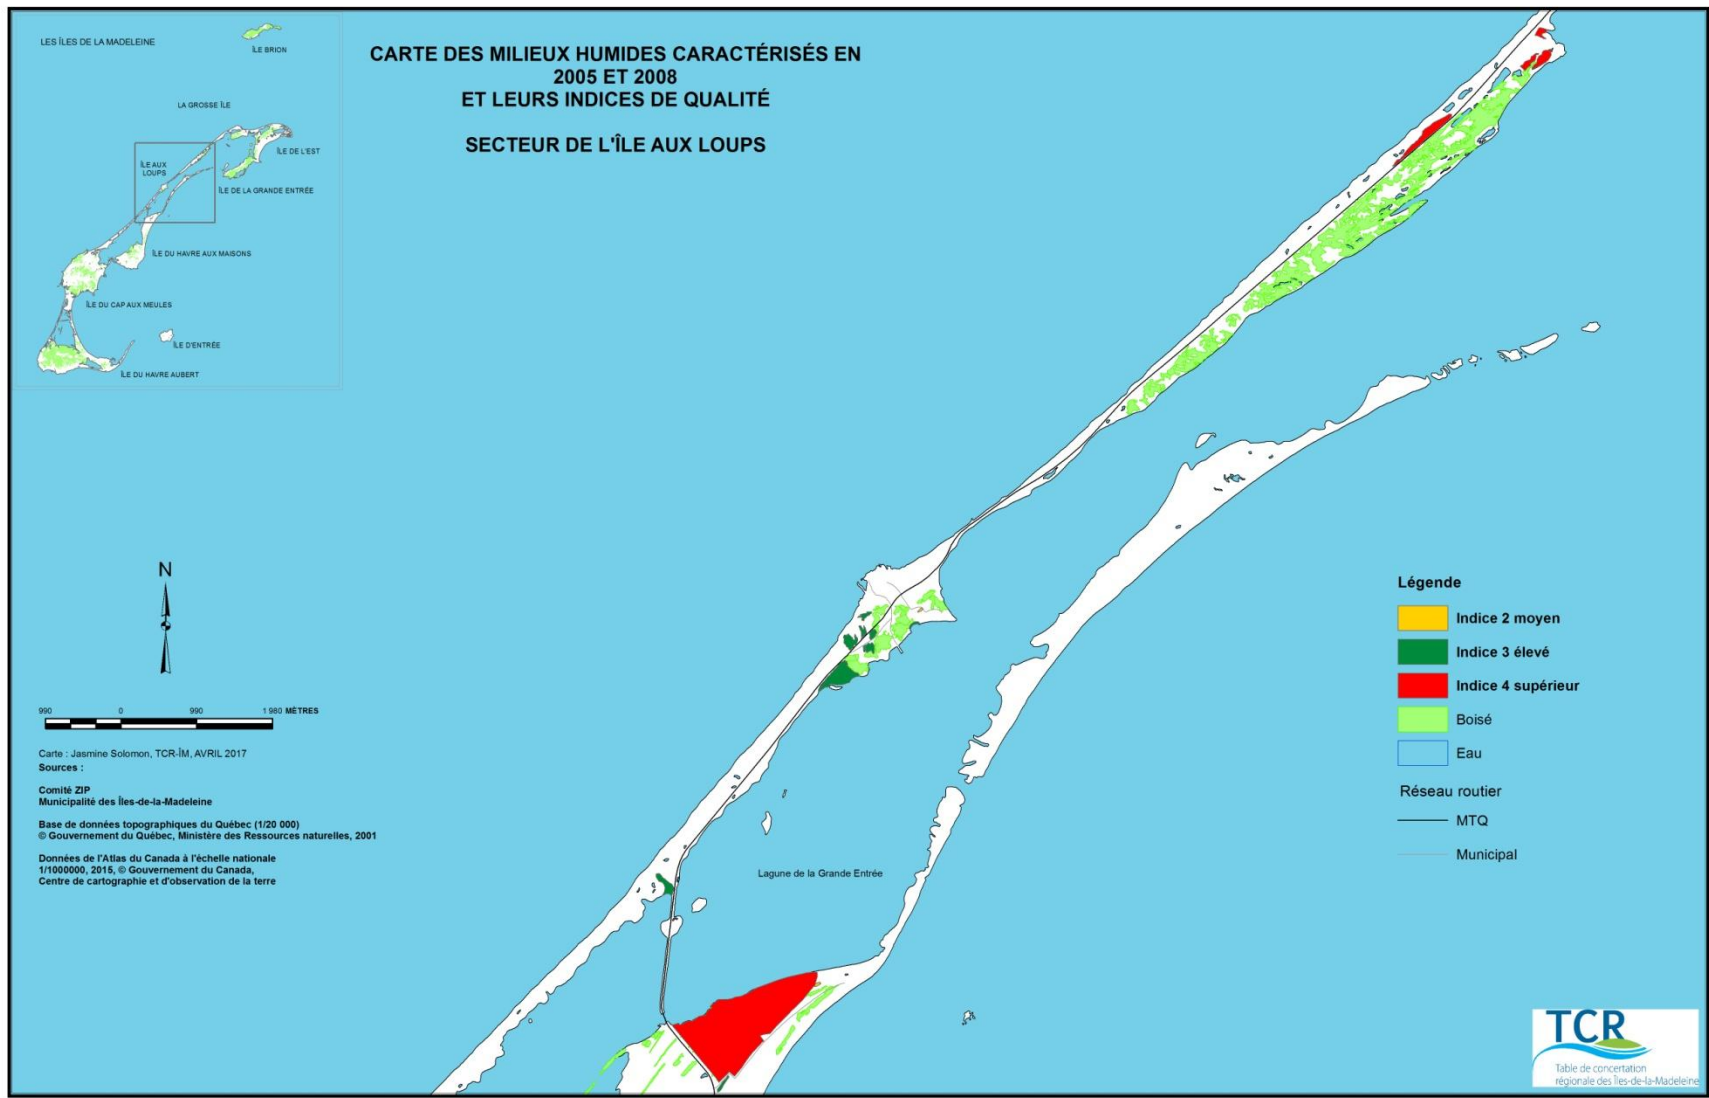 LES ÎLES DE LA MADELEINE
ÎLE BRION
LA GROSSE ÎLE
ÎLE DE L'EST
ÎLE AUX
LOUPS
ÎLE DE LA GRANDE ENTRÉE
ÎLE DU HAVRE AUX MAISONS
ÎLE DU CAP AUX MEULES
ÎLE D'ENTRÉE
ÎLE DU HAVRE AUBERT
CARTE DES MILIEUX HUMIDES CARACTÉRISÉS EN
2005 ET 2008
ET LEURS INDICES DE QUALITÉ
SECTEUR DE L'ÎLE AUX LOUPS
N
990 0 990 1 980 MÈTRES
Carte : Jasmine Solomon, TCR-ÎM, AVRIL 2017
Sources :
Comité ZIP
Municipalité des Îles-de-la-Madeleine
Base de données topographiques du Québec (1/20 000)
© Gouvernement du Québec, Ministère des Ressources naturelles, 2001
Données de l'Atlas du Canada à l'échelle nationale
1/1000000, 2015, © Gouvernement du Canada,
Centre de cartographie et d'observation de la terre
Lagune de la Grande Entrée
Légende
Indice 2 moyen
Indice 3 élevé
Indice 4 supérieur
Boisé
Eau
Réseau routier
MTQ
Municipal
TCR
Table de concertation
régionale des Îles-de-la-Madeleine